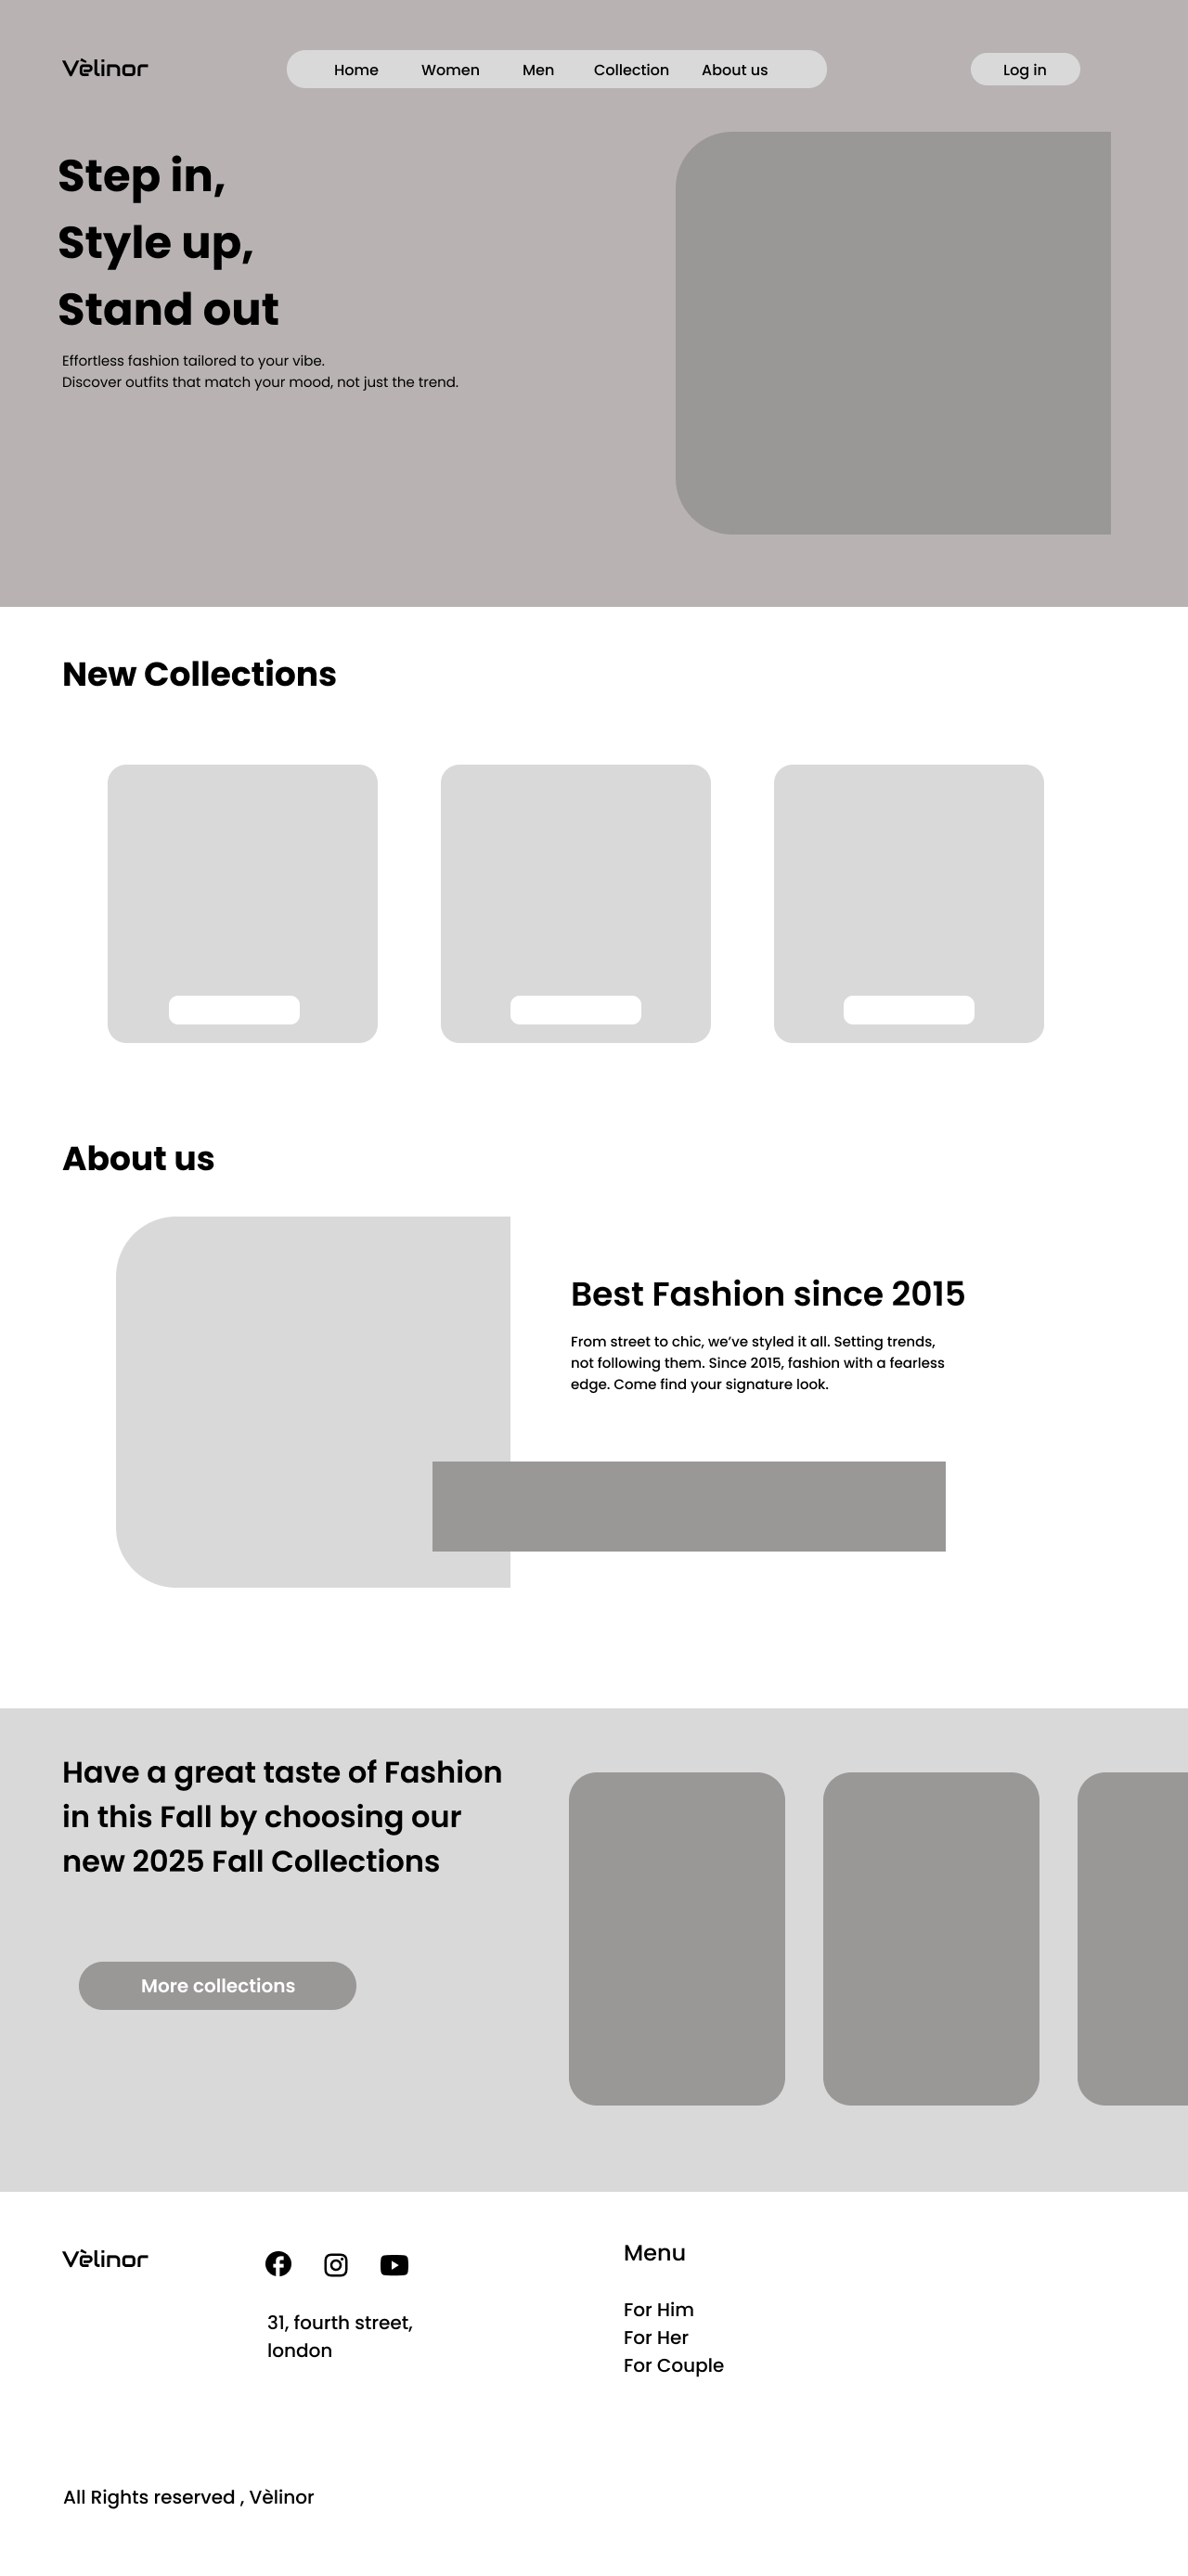 Vèlinor
Home Women Men Collection About us
Log in
Step in,
Style up,
Stand out
Effortless fashion tailored to your vibe.
Discover outfits that match your mood, not just the trend.
New Collections
About us
Best Fashion since 2015
From street to chic, we’ve styled it all. Setting trends,
not following them. Since 2015, fashion with a fearless
edge. Come find your signature look.
Have a great taste of Fashion
in this Fall by choosing our
new 2025 Fall Collections
More collections
Vèlinor
31, fourth street,
london
Menu
For Him
For Her
For Couple
All Rights reserved , Vèlinor